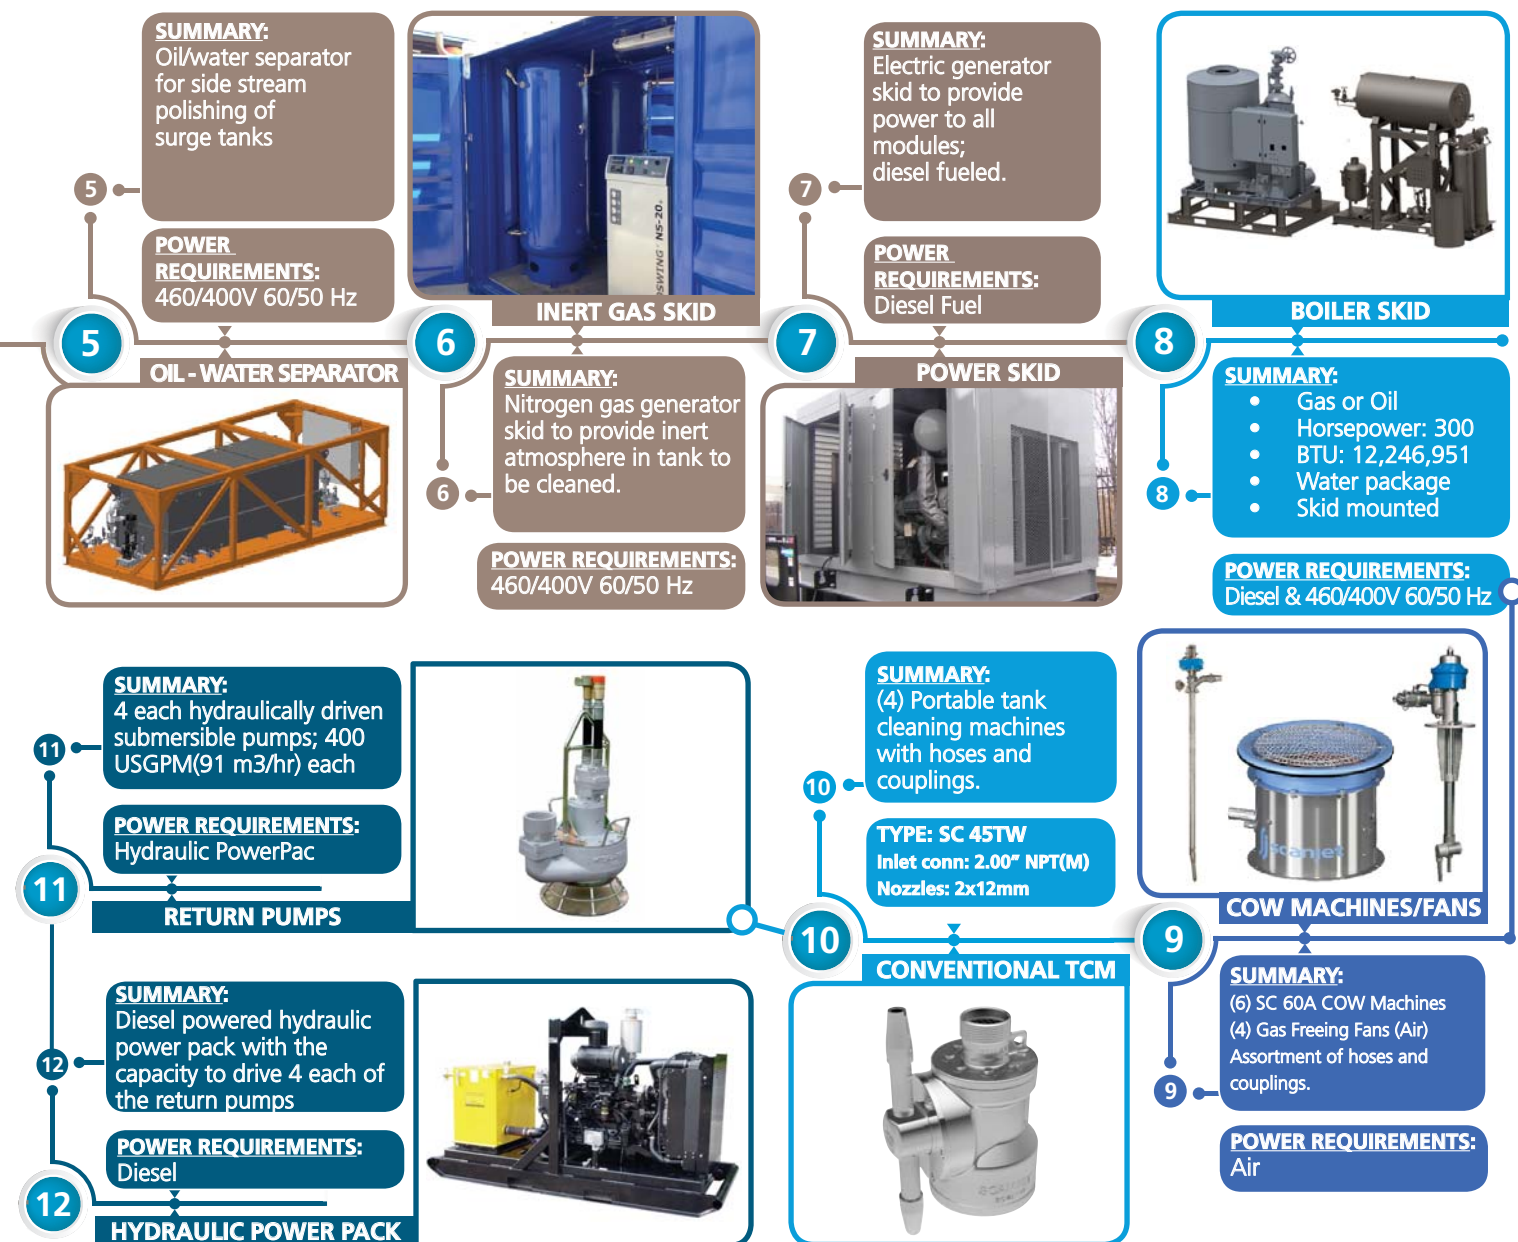 SUMMARY:
Oil/water separator
for side stream
polishing of
surge tanks
5
POWER
REQUIREMENTS:
460/400V 60/50 Hz
5
OIL - WATER SEPARATOR
NS-20+
INERT GAS SKID
6
SUMMARY:
Nitrogen gas generator
skid to provide inert
atmosphere in tank to
be cleaned.
6
POWER REQUIREMENTS:
460/400V 60/50 Hz
SUMMARY:
Electric generator
skid to provide
power to all
modules;
diesel fueled.
7
POWER
REQUIREMENTS:
Diesel Fuel
7
POWER SKID
BOILER SKID
8
SUMMARY:
• Gas or Oil
• Horsepower: 300
• BTU: 12,246,951
• Water package
• Skid mounted
8
POWER REQUIREMENTS:
Diesel & 460/400V 60/50 Hz
scanjet
COW MACHINES/FANS
9
SUMMARY:
(6) SC 60A COW Machines
(4) Gas Freeing Fans (Air)
Assortment of hoses and
couplings.
9
POWER REQUIREMENTS:
Air
SUMMARY:
(4) Portable tank
cleaning machines
with hoses and
couplings.
10
TYPE: SC 45TW
Inlet conn: 2.00” NPT(M)
Nozzles: 2x12mm
10
CONVENTIONAL TCM
SUMMARY:
4 each hydraulically driven
submersible pumps; 400
USGPM(91 m3/hr) each
11
POWER REQUIREMENTS:
Hydraulic PowerPac
11
RETURN PUMPS
SUMMARY:
Diesel powered hydraulic
power pack with the
capacity to drive 4 each of
the return pumps
12
POWER REQUIREMENTS:
Diesel
12
HYDRAULIC POWER PACK